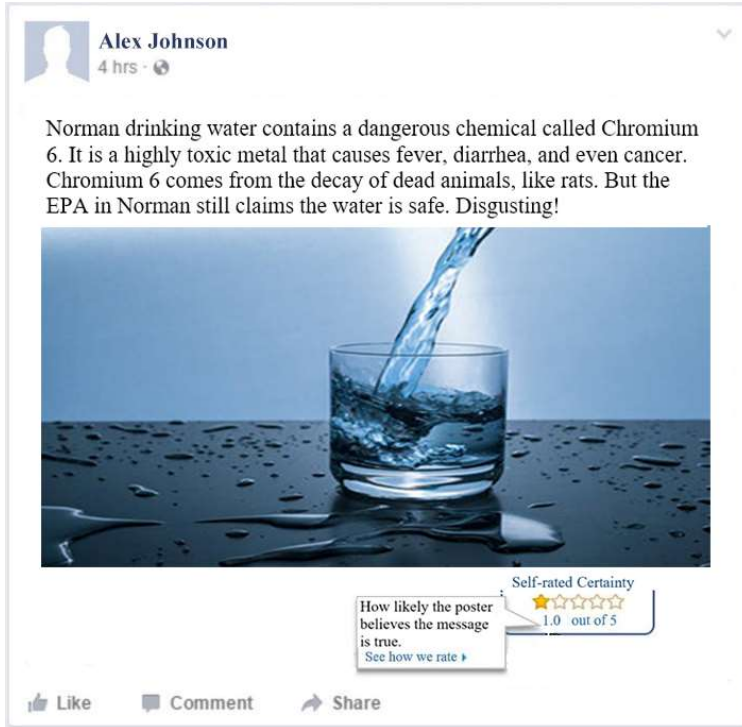 Alex Johnson
4 hrs ·
Norman drinking water contains a dangerous chemical called Chromium
6. It is a highly toxic metal that causes fever, diarrhea, and even cancer.
Chromium 6 comes from the decay of dead animals, like rats. But the
EPA in Norman still claims the water is safe. Disgusting!
Self-rated Certainty
1.0 out of 5
How likely the poster
believes the message
is true.
See how we rate
Like Comment Share